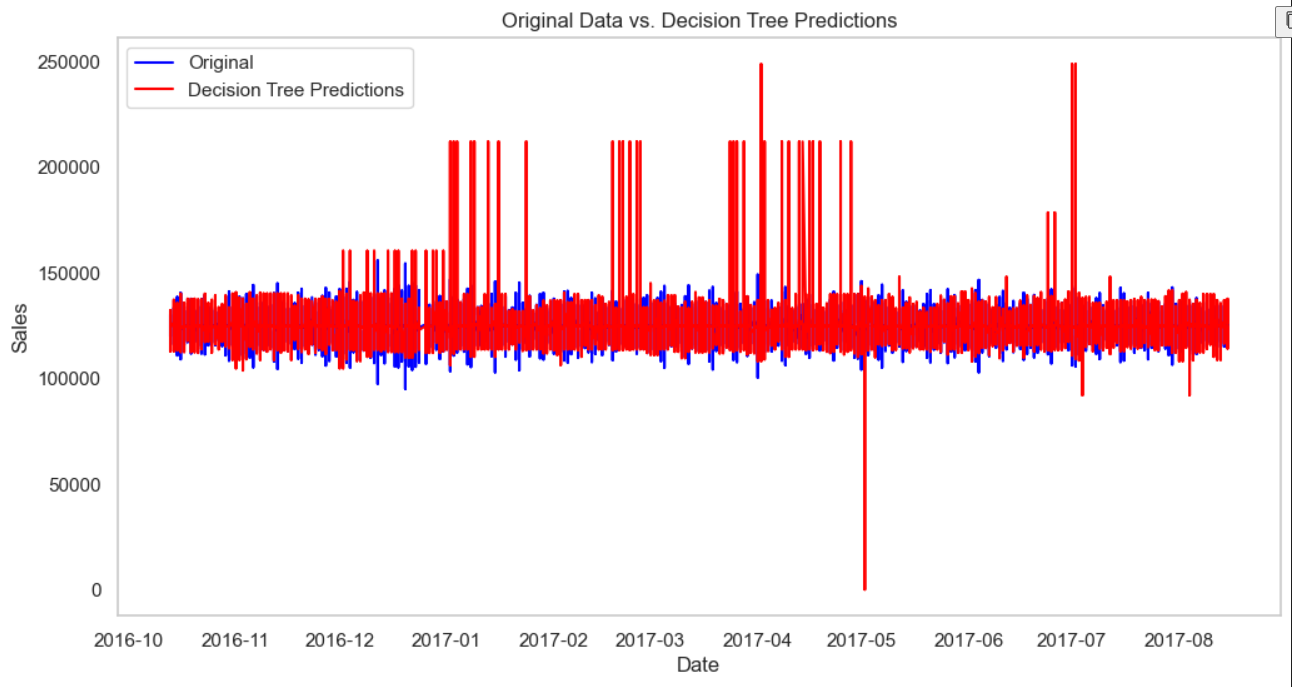 Original Data vs. Decision Tree Predictions
Original
Decision Tree Predictions
250000
200000
150000
100000
50000
0
Sales
2016-10 2016-11 2016-12 2017-01 2017-02 2017-03 2017-04 2017-05 2017-06 2017-07 2017-08
Date